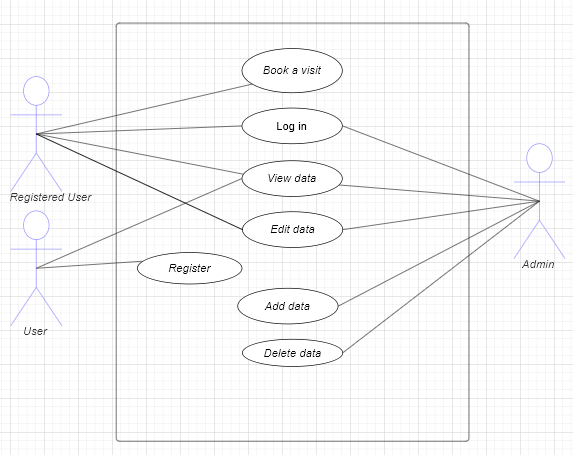 Book a visit
Log in
View data
Registered User
Edit data
Register
Admin
Add data
User
Delete data